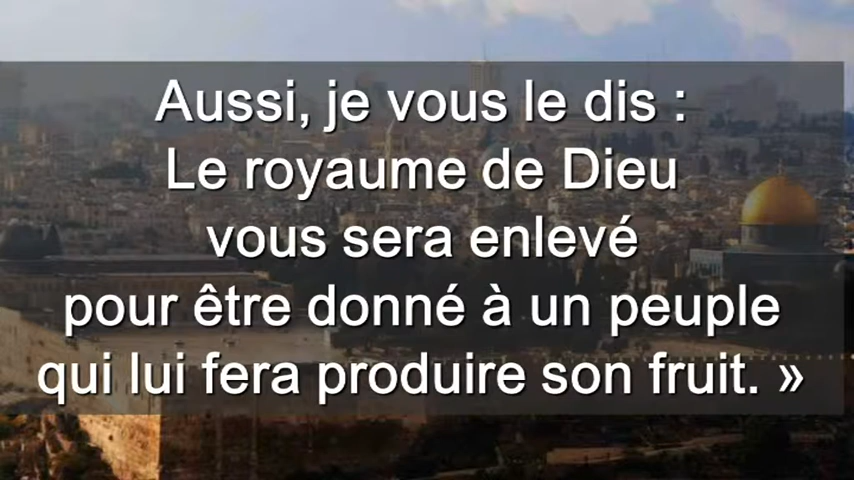 Aussi, je vous le dis :
Le royaume de Dieu
vous sera enlevé
pour être donné à un peuple
qui lui fera produire son fruit. »